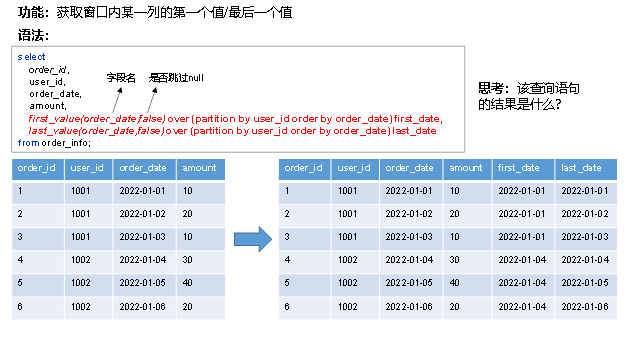 功能：获取窗口内某一列的第一个值/最后一个值
语法：
select
order_id,
user_id,
order_date,
amount,
first_value(order_date,false) over (partition by user_id order by order_date) first_date,
last_value(order_date,false) over (partition by user_id order by order_date) last_date
from order_info;
字段名 是否跳过null
思考：该查询语句
的结果是什么？
order_id user_id order_date amount
1 1001 2022-01-01 10
2 1001 2022-01-02 20
3 1001 2022-01-03 10
4 1002 2022-01-04 30
5 1002 2022-01-05 40
6 1002 2022-01-06 20
order_id user_id order_date amount first_date last_date
1 1001 2022-01-01 10 2022-01-01 2022-01-01
2 1001 2022-01-02 20 2022-01-01 2022-01-02
3 1001 2022-01-03 10 2022-01-01 2022-01-03
4 1002 2022-01-04 30 2022-01-04 2022-01-04
5 1002 2022-01-05 40 2022-01-04 2022-01-05
6 1002 2022-01-06 20 2022-01-04 2022-01-06